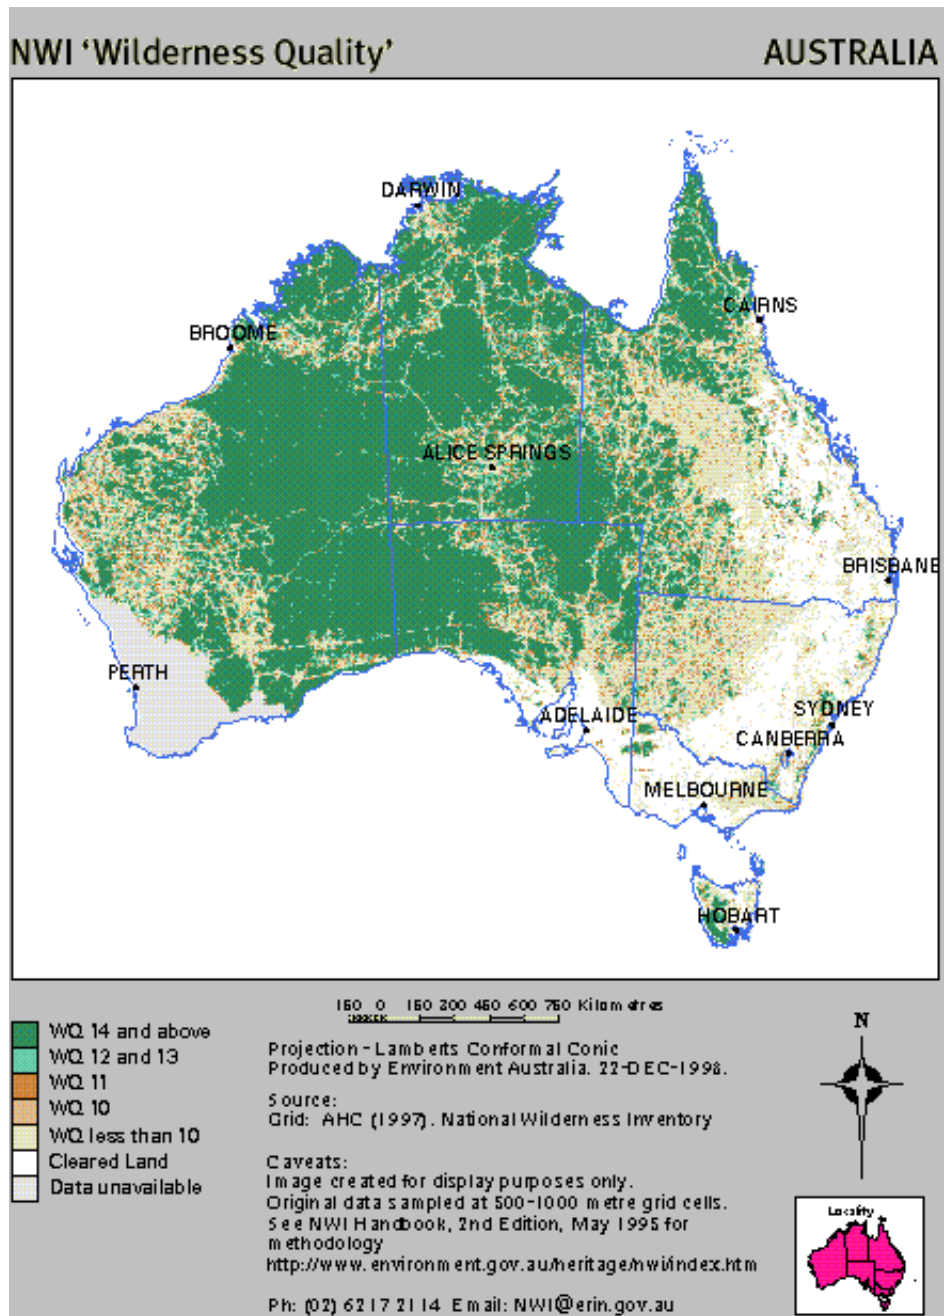 NWI ‘Wilderness Quality’ AUSTRALIA
DARWIN
CAIRNS
BROOME
ALICE SPRINGS
BRISBANE
PERTH
SYDNEY
ADELAIDE
CANBERRA
MELBOURNE
HOBART
150 0 150 300 450 600 750 Kilometres
N
WQ 14 and above
WQ 12 and 13
WQ 11
WQ 10
WQ less than 10
Cleared Land
Data unavailable
Projection - Lamberts Conformal Conic
Produced by Environment Australia. 22-DEC-1998.
Source:
Grid: AHC (1997). National Wilderness Inventory
Caveats:
Image created for display purposes only.
Original data sampled at 500-1000 metre grid cells.
See NWI Handbook, 2nd Edition, May 1995 for
methodology
http://www.environment.gov.au/heritage/nwi/index.htm
Ph: (02) 6217 2114 Email: NWI@erin.gov.au
Locality